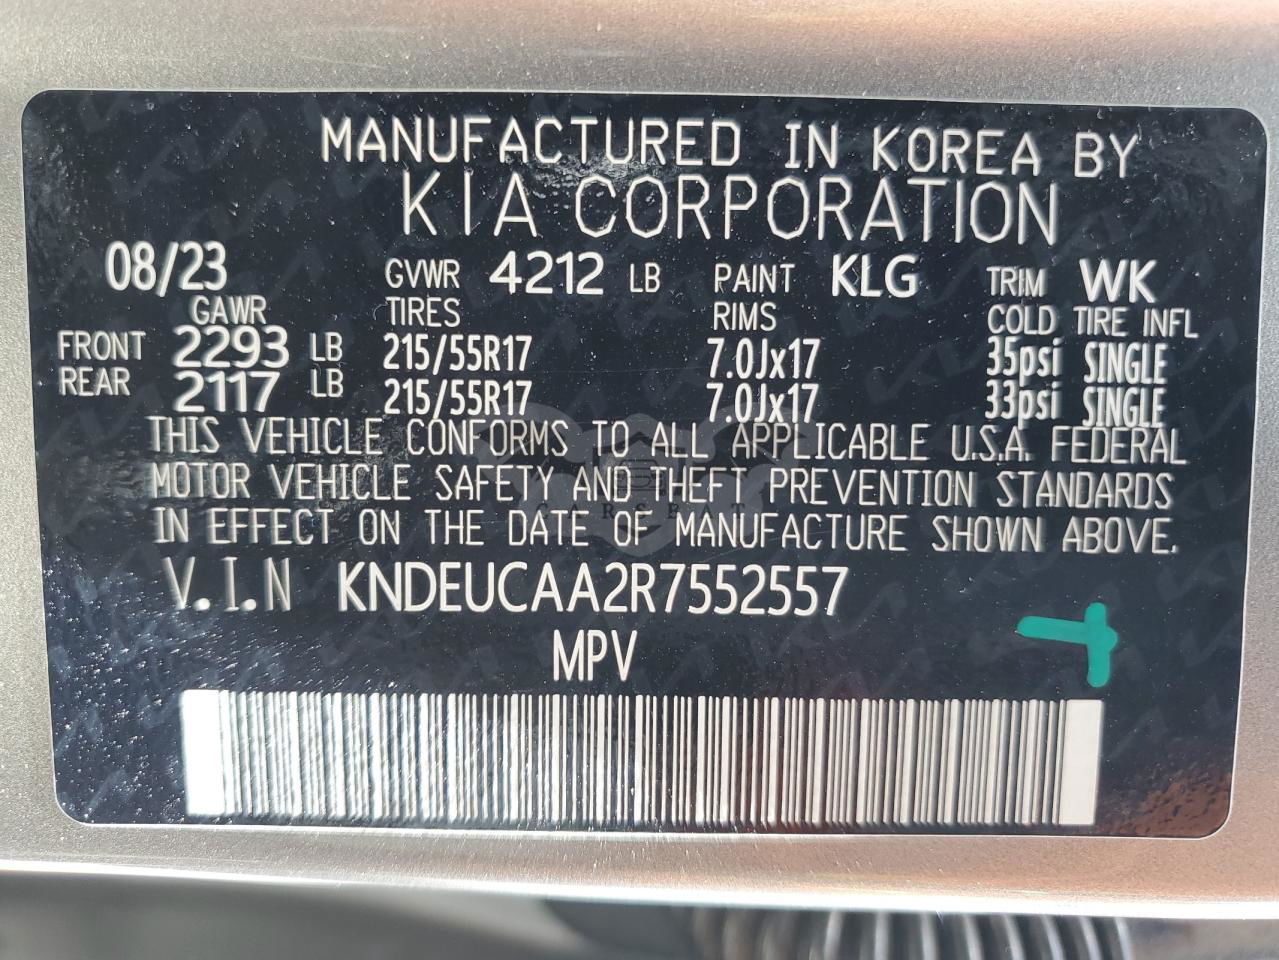 MANUFACTURED IN KOREA BY
KIA CORPORATION
08/23 GVWR 4212 LB PAINT KLG TRIM WK
GAWR TIRES RIMS COLD TIRE INFL
FRONT 2293 LB 215/55R17 7.0Jx17 35psi SINGLE
REAR 2117 LB 215/55R17 7.0Jx17 33psi SINGLE
THIS VEHICLE CONFORMS TO ALL APPLICABLE U.S.A. FEDERAL
MOTOR VEHICLE SAFETY AND THEFT PREVENTION STANDARDS
CARSBAT
IN EFFECT ON THE DATE OF MANUFACTURE SHOWN ABOVE.
V.I.N KNDEUCAA2R7552557
MPV